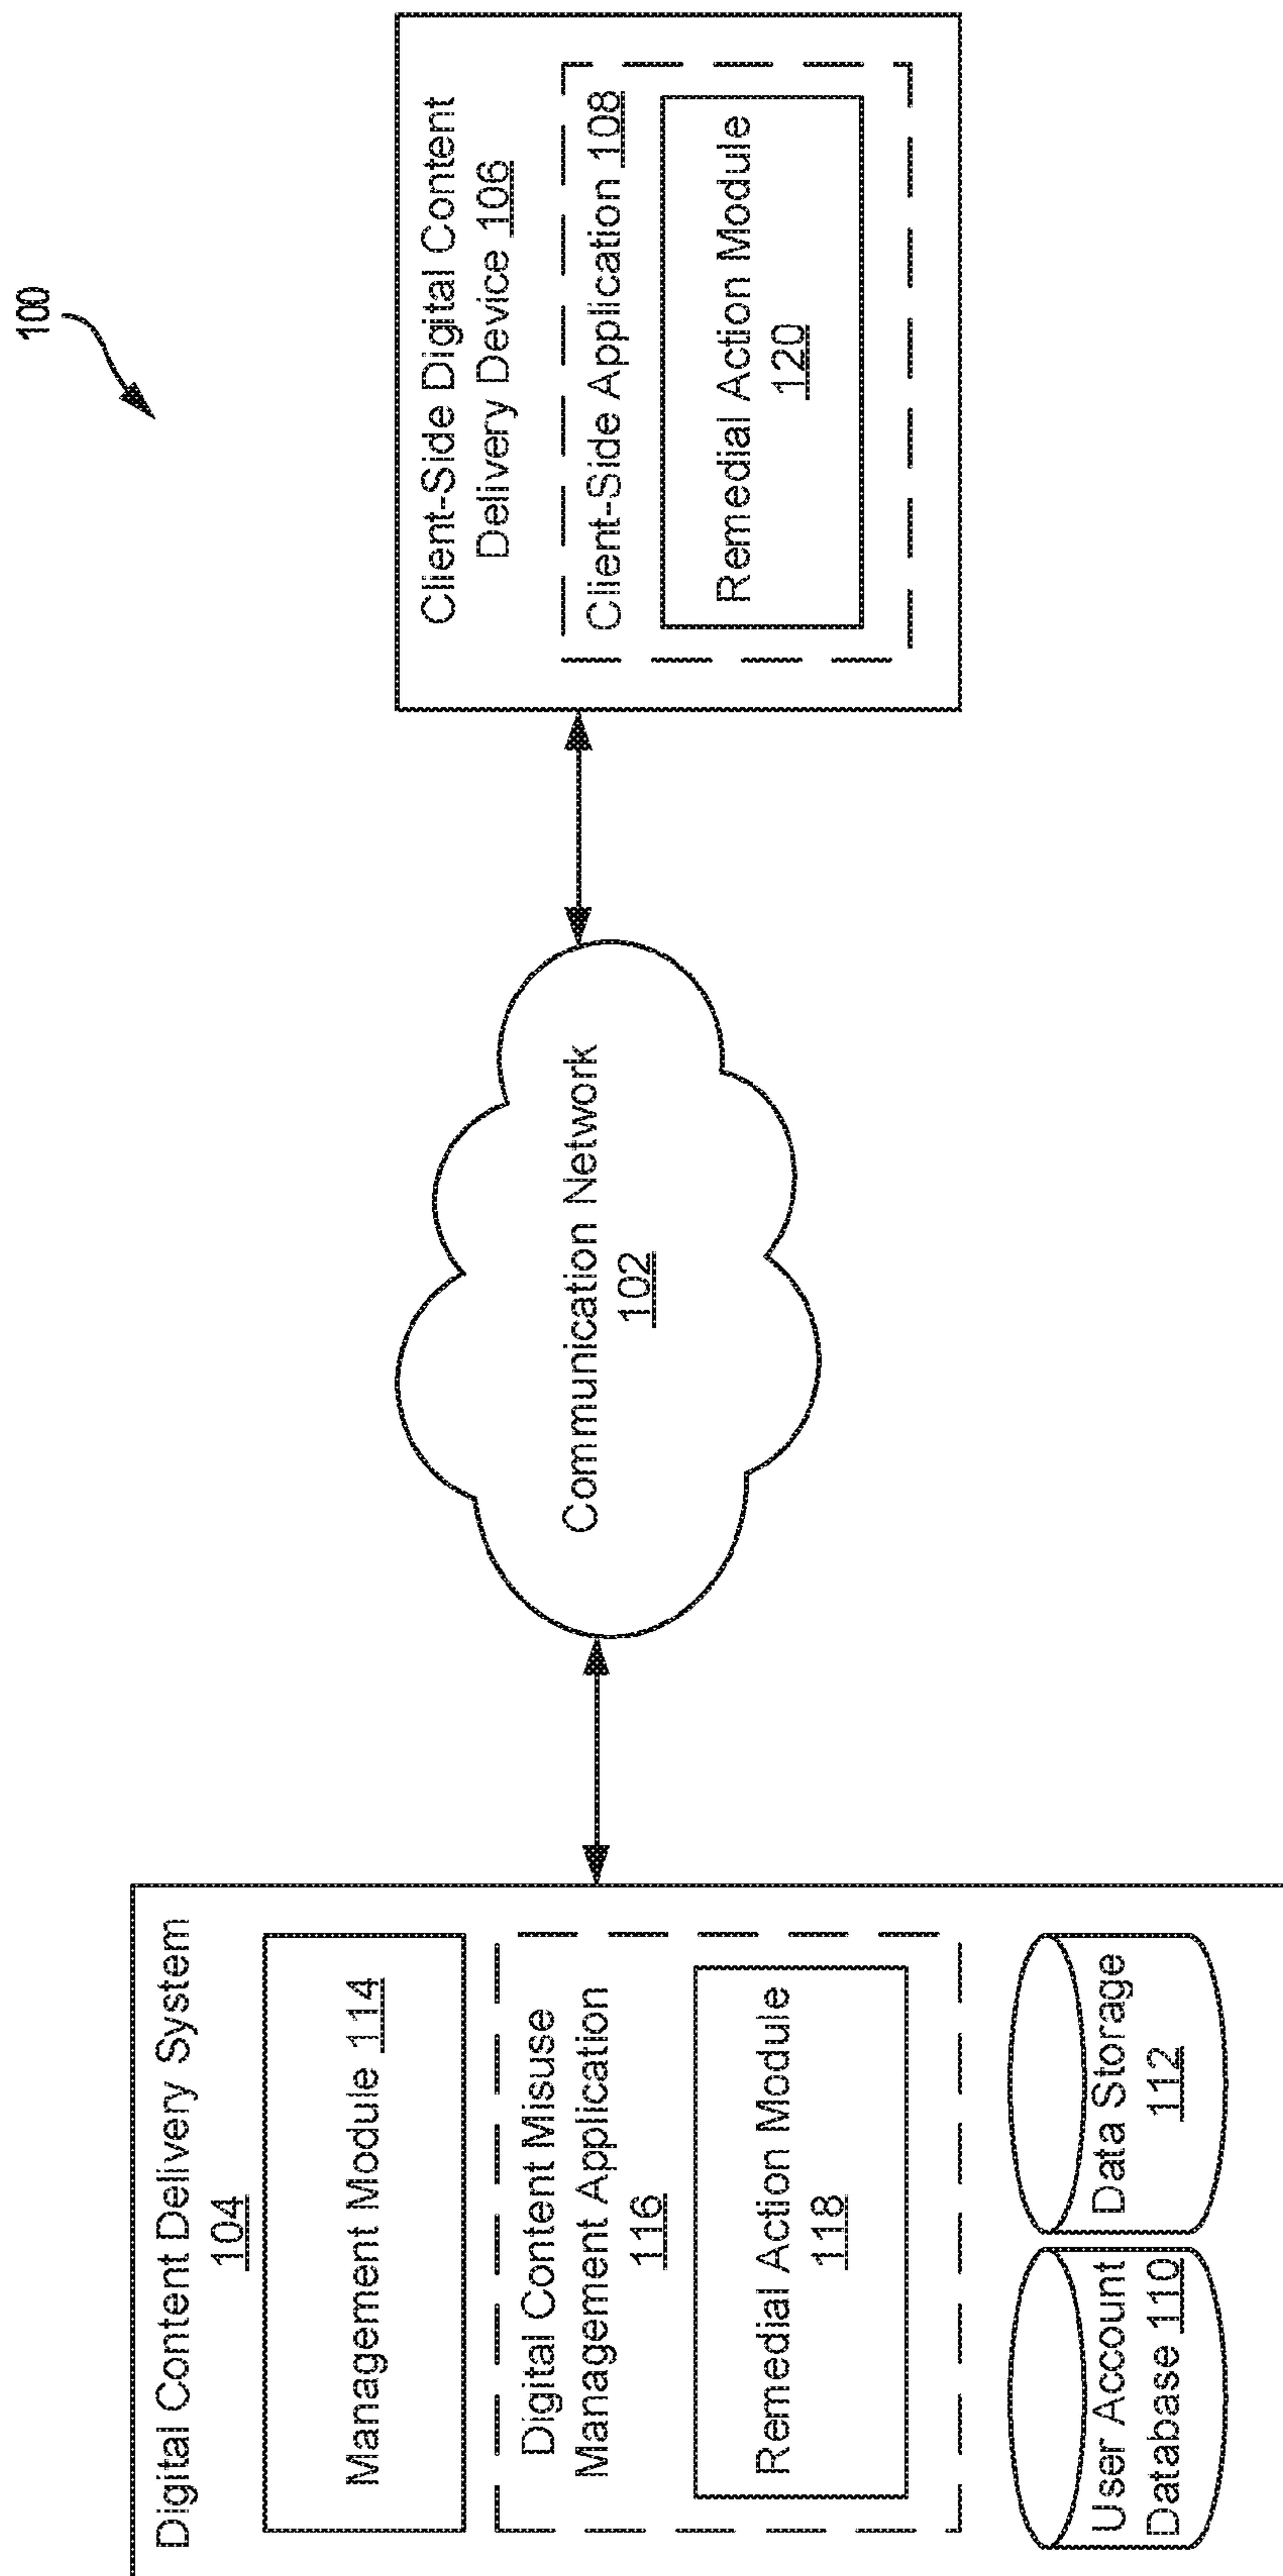 100
Digital Content Delivery System
104
Management Module 114
Digital Content Misuse
Management Application
116
Remedial Action Module
118
User Account
Database 110
Data Storage
112
Communication Network
102
Client-Side Digital Content
Delivery Device 106
Client-Side Application 108
Remedial Action Module
120